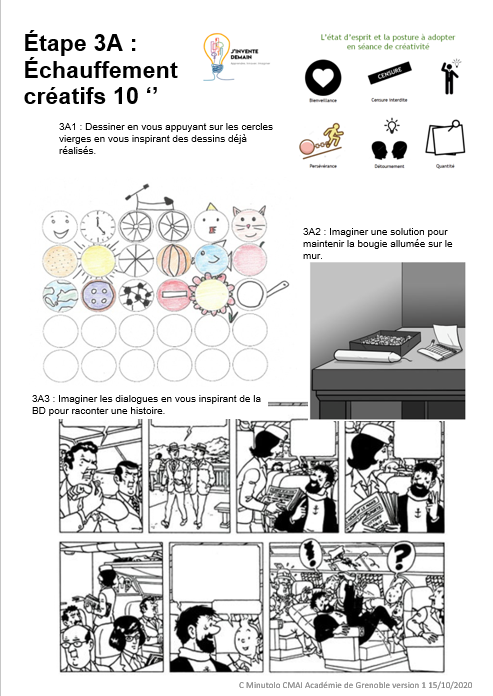 Étape 3A :
Échauffement
créatifs 10 ‘’
J'INVENTE
DEMAIN
L'état d'esprit et la posture à adopter
en séance de créativité
CENSURE
Bienveillance
Censure interdite
Persévérance
Détournement
Quantité
3A1 : Dessiner en vous appuyant sur les cercles
vierges en vous inspirant des dessins déjà
réalisés.
3A2 : Imaginer une solution pour
maintenir la bougie allumée sur le
mur.
3A3 : Imaginer les dialogues en vous inspirant de la
BD pour raconter une histoire.
?
C Minutolo CMAI Académie de Grenoble version 1 15/10/2020